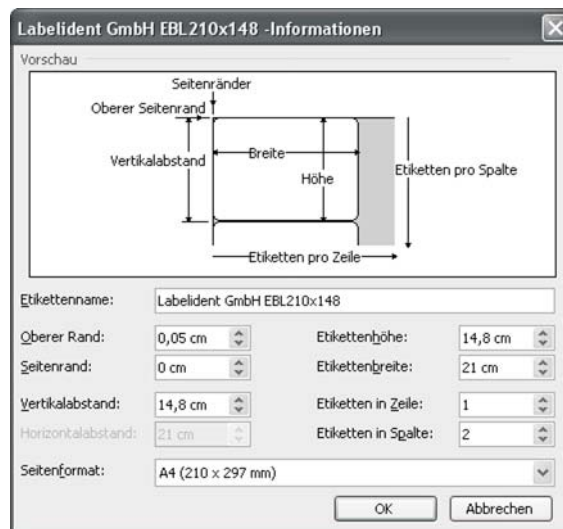 Labelident GmbH EBL210x148 -Informationen
Vorschau
Seitenränder
Oberer Seitenrand
Vertikalabstand
Breite
Höhe
Etiketten pro Spalte
Etiketten pro Zeile
Etikettenname: Labelident GmbH EBL210x148
Oberer Rand: 0,05 cm Etikettenhöhe: 14,8 cm
Seitenrand: 0 cm Etikettenbreite: 21 cm
Vertikalabstand: 14,8 cm Etiketten in Zeile: 1
Horizontalabstand: 21 cm Etiketten in Spalte: 2
Seitenformat: A4 (210 x 297 mm)
OK Abbrechen